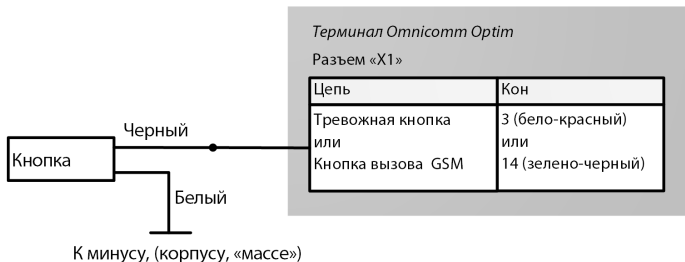 Терминал Omnicomm Optim
Разъем «X1»
Цепь
Кон
Тревожная кнопка
или
Кнопка вызова GSM
3 (бело-красный)
или
14 (зелено-черный)
Черный
Кнопка
Белый
К минусу, (корпусу, «массе»)